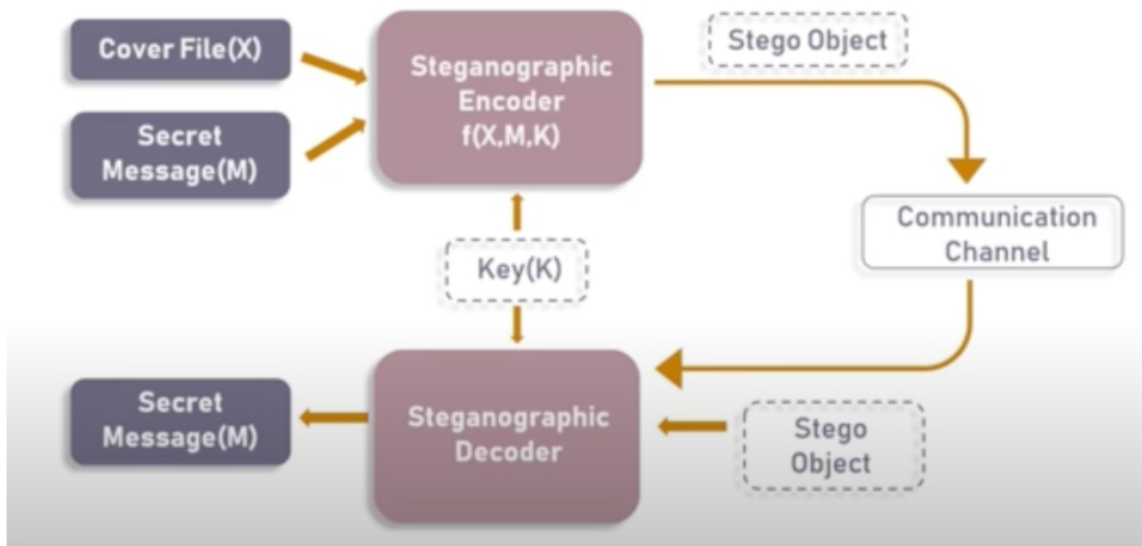 Cover File(X)
Secret
Message(M)
Steganographic
Encoder
f(X,M,K)
Stego Object
Communication
Channel
Key(K)
Secret
Message(M)
Steganographic
Decoder
Stego
Object